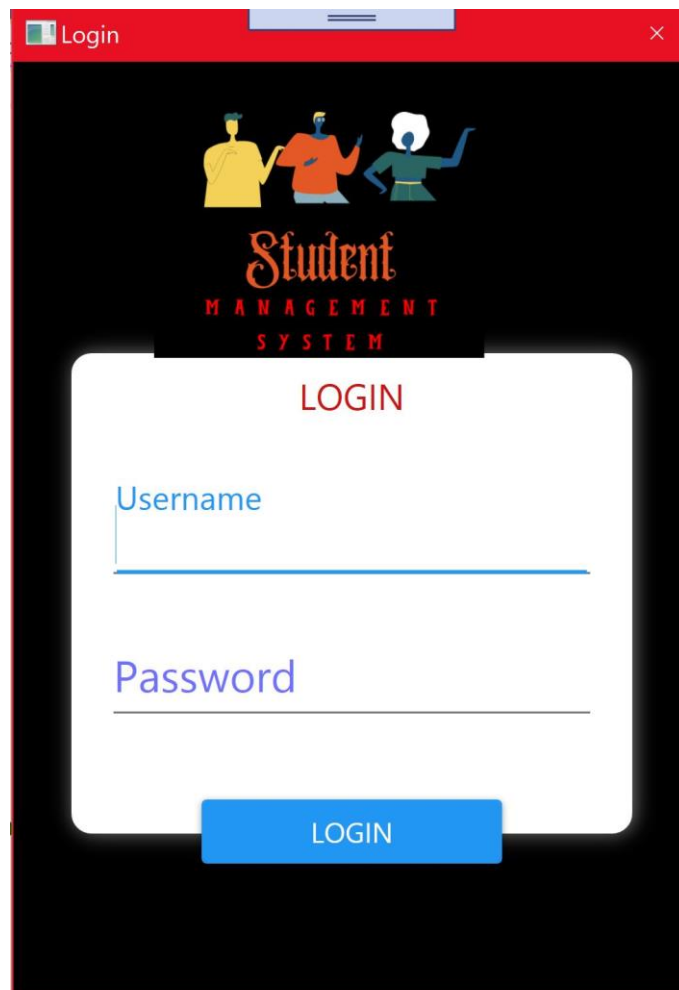 Login
Student
MANAGEMENT
SYSTEM
LOGIN
Username
Password
LOGIN